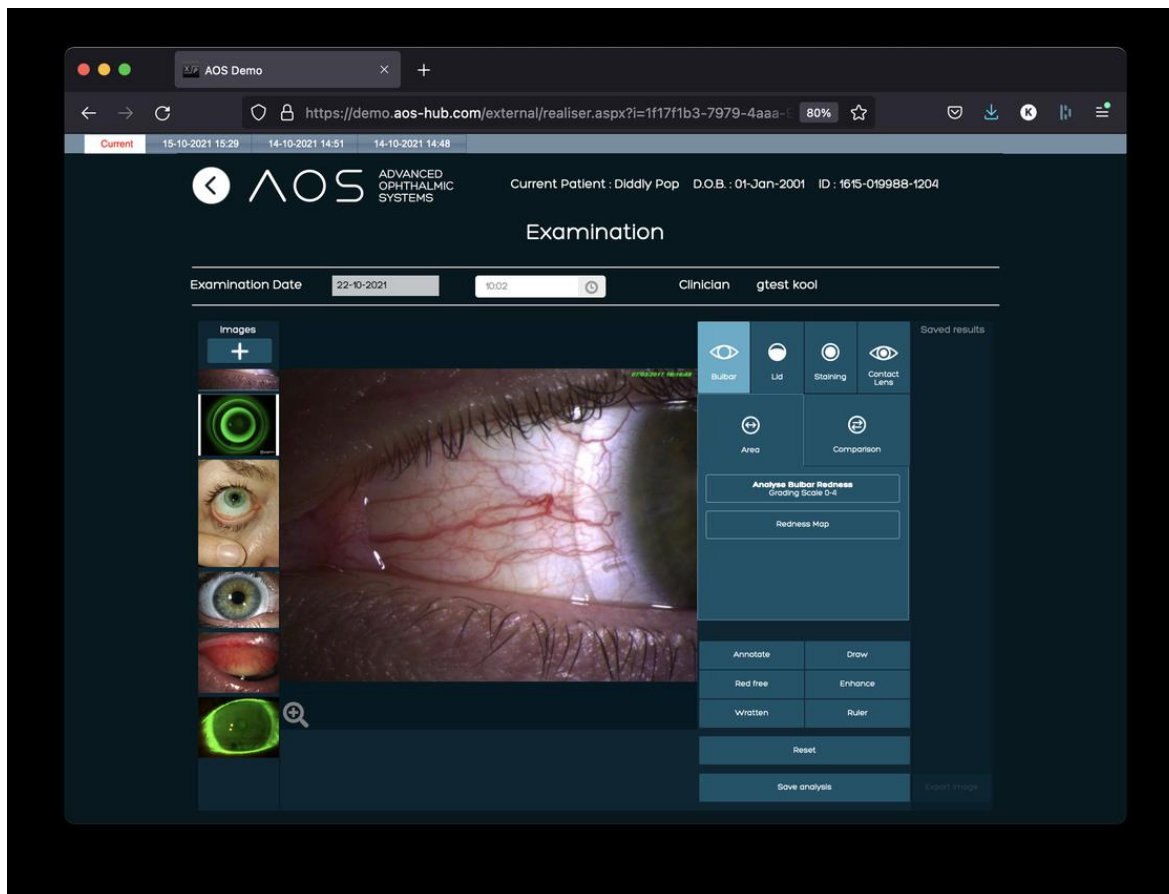 AOS Demo
https://demo.aos-hub.com/external/realiser.aspx?i=1f17f1b3-7979-4aaa- 80%
Current 15-10-2021 15:29 14-10-2021 14:51 14-10-2021 14:48
AOS ADVANCED OPHTHALMIC SYSTEMS
Current Patient : Diddly Pop D.O.B. : 01-Jan-2001 ID : 1615-019988-1204
Examination
Examination Date 22-10-2021 10:02 Clinician gtest kool
Images
Bulbar Lid Staining Contact Lens
Saved results
Area Comparison
Analyse Bulbar Redness
Grading Scale 0-4
Redness Map
Annotate Draw
Red free Enhance
Wratten Ruler
Reset
Save analysis Export image